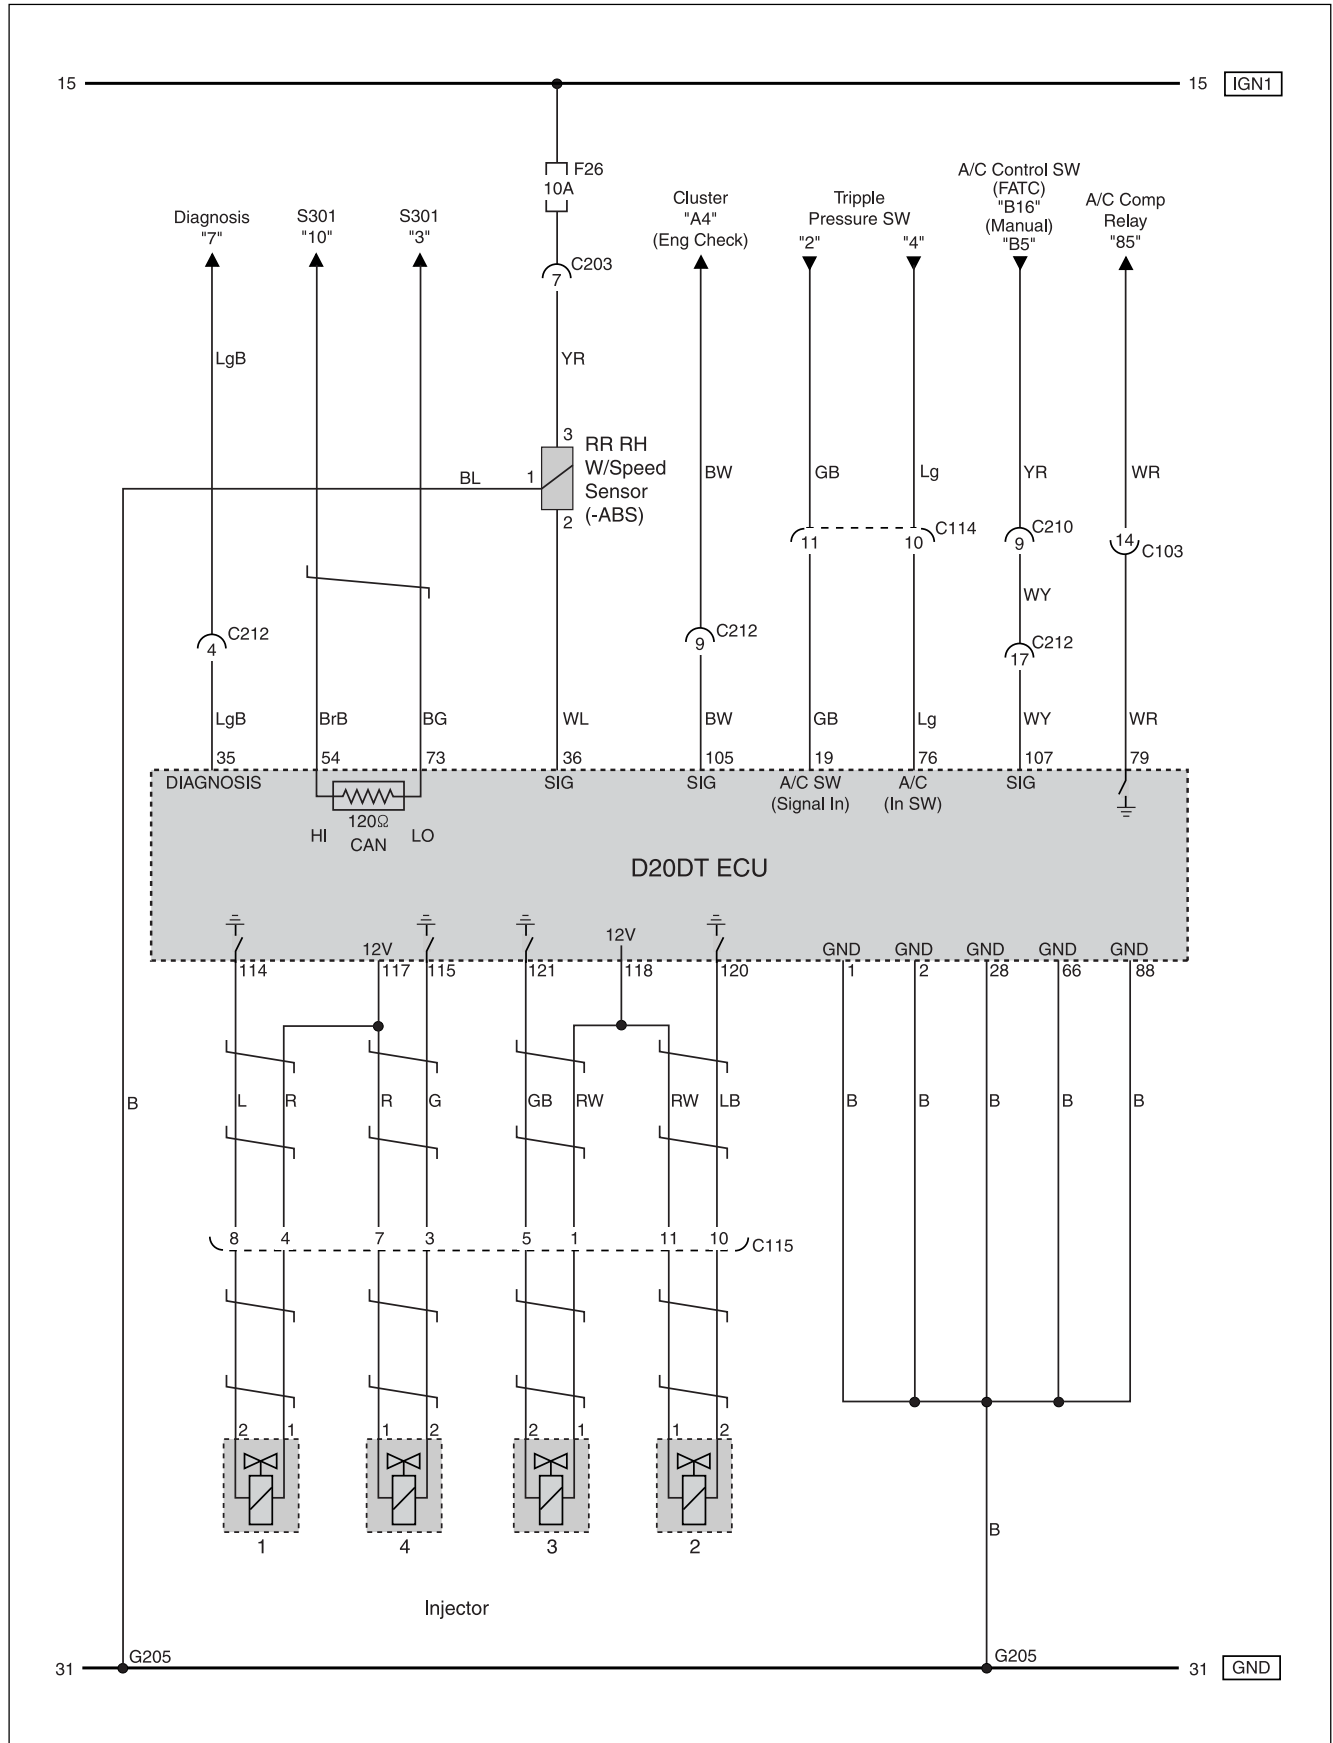 15
15 IGN1
F26
10A
Diagnosis
"7"
S301
"10"
S301
"3"
Cluster
"A4"
(Eng Check)
Tripple
Pressure SW
"2"
"4"
A/C Control SW
(FATC)
"B16"
(Manual)
"B5"
A/C Comp
Relay
"85"
C203
7
LgB
YR
3
RR RH
W/Speed
Sensor
(-ABS)
1
2
BL
BW
GB
Lg
YR
WR
11
10
C114
9
C210
14
C103
WY
4
C212
9
C212
17
C212
LgB
BrB
BG
WL
BW
GB
Lg
WY
WR
35
54
73
36
105
19
76
107
79
DIAGNOSIS
SIG
SIG
A/C SW
(Signal In)
A/C
(In SW)
SIG
120Ω
HI
CAN
LO
D20DT ECU
12V
12V
GND
GND
GND
GND
GND
114
117
115
121
118
120
1
2
28
66
88
B
L
R
R
G
GB
RW
RW
LB
B
B
B
B
B
8
4
7
3
5
1
11
10
C115
2
1
1
2
2
1
1
2
1
4
3
2
B
Injector
G205
G205
31
31 GND